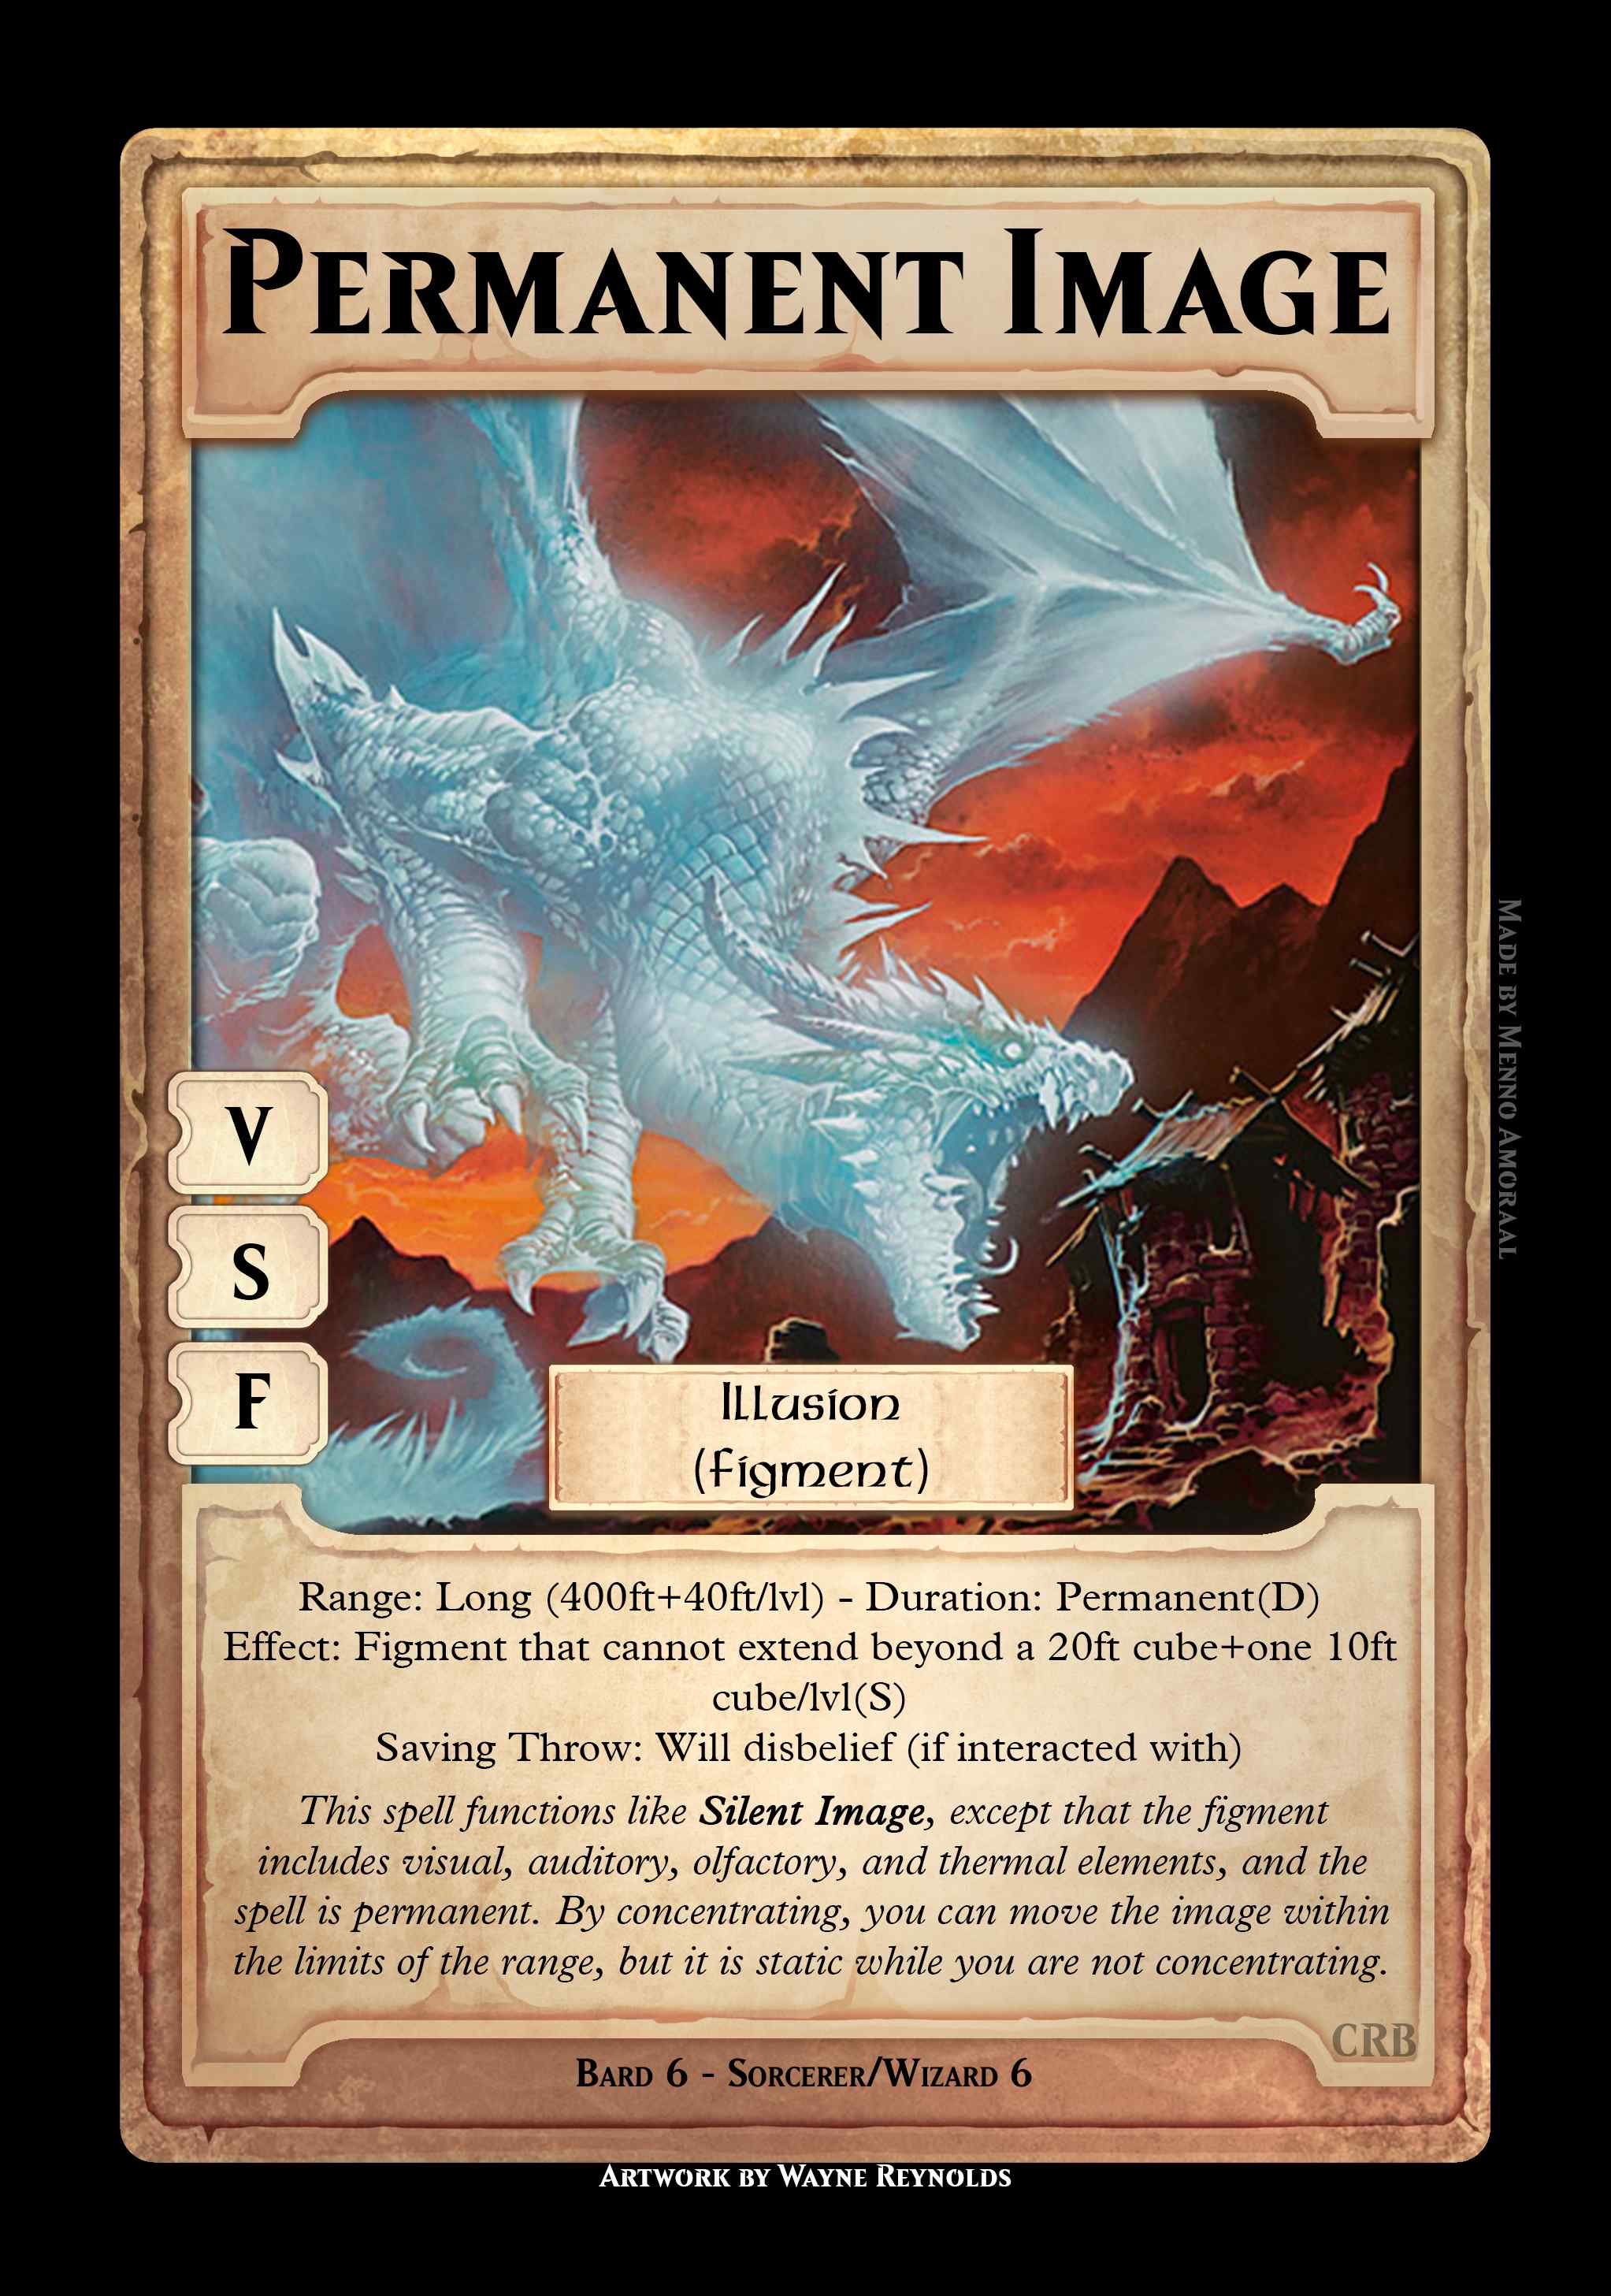 Permanent Image
V
S
F
Illusion
(Figment)
Range: Long (400ft+40ft/lvl) - Duration: Permanent(D)
Effect: Figment that cannot extend beyond a 20ft cube+one 10ft
cube/lvl(S)
Saving Throw: Will disbelief (if interacted with)
This spell functions like Silent Image, except that the figment
includes visual, auditory, olfactory, and thermal elements, and the
spell is permanent. By concentrating, you can move the image within
the limits of the range, but it is static while you are not concentrating.
CRB
Bard 6 - Sorcerer/Wizard 6
Artwork by Wayne Reynolds
Made by Menno Amoraal